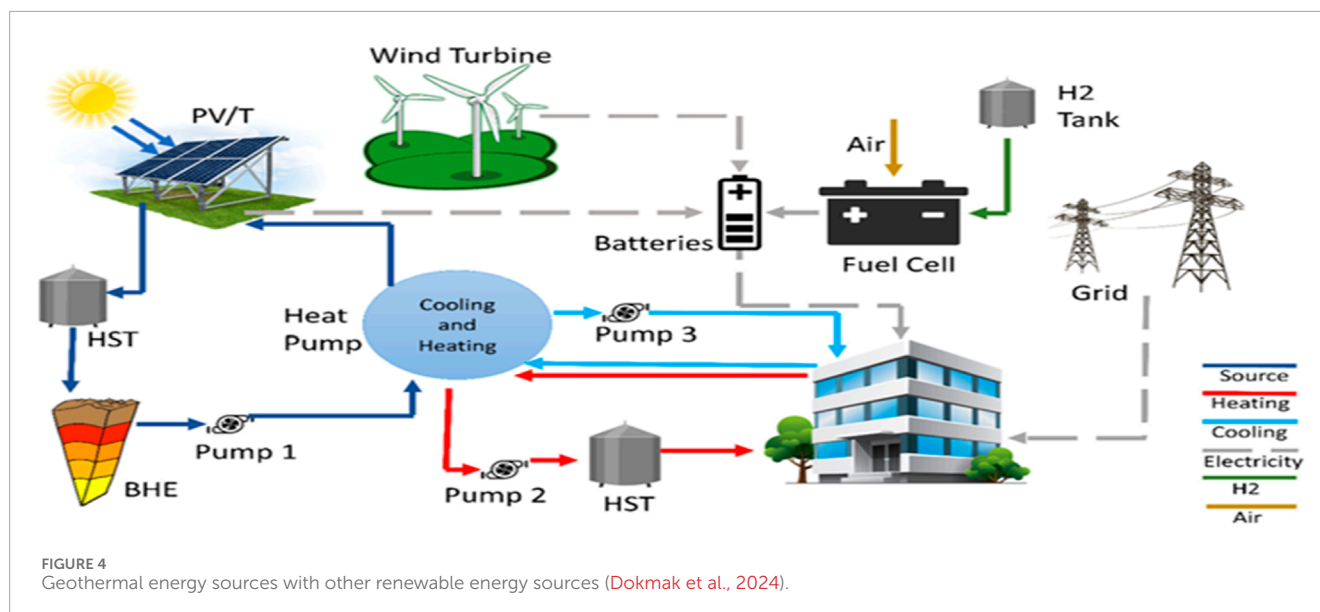 Wind Turbine
PV/T
H2
Tank
Air
Batteries
Fuel Cell
Grid
HST
Heat
Pump
Cooling
and
Heating
Pump 3
Pump 1
BHE
Pump 2
HST
Source
Heating
Cooling
Electricity
H2
Air
FIGURE 4
Geothermal energy sources with other renewable energy sources (Dokmak et al., 2024).